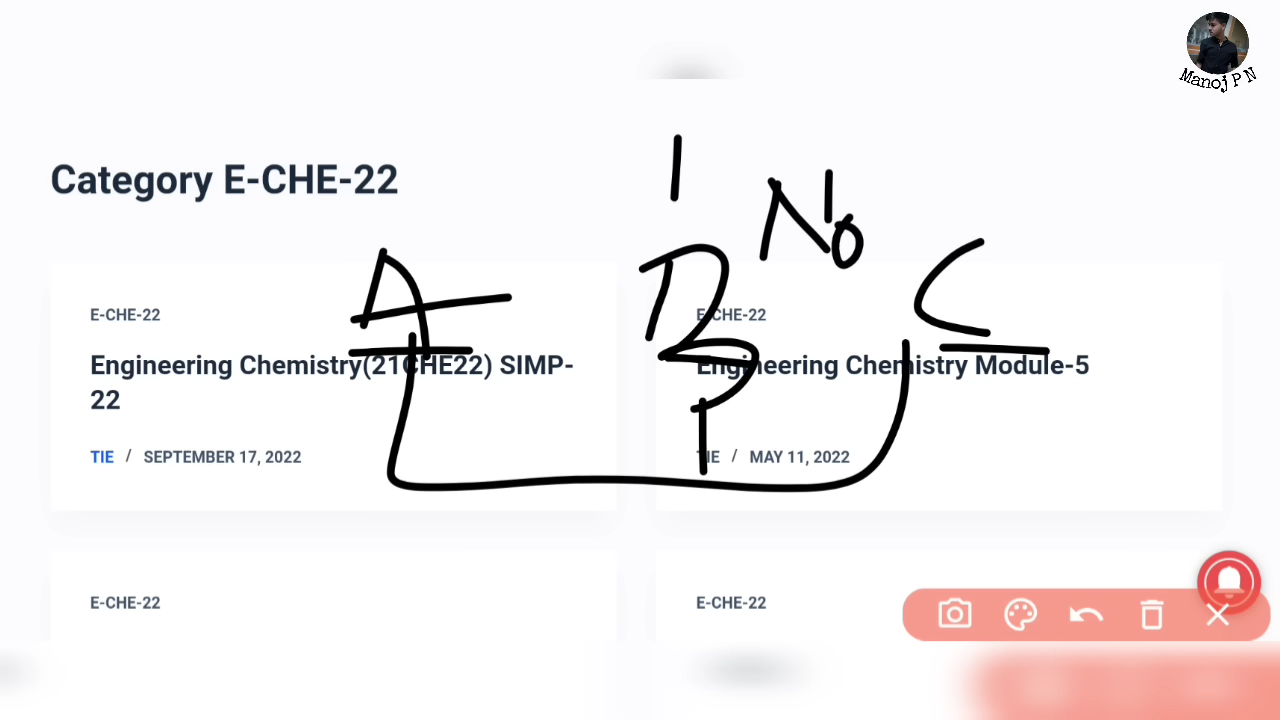 Manoj P N
Category E-CHE-22
1
No
A
B
C
E-CHE-22
Engineering Chemistry(21CHE22) SIMP-
22
TIE / SEPTEMBER 17, 2022
E-CHE-22
Engineering Chemistry Module-5
TIE / MAY 11, 2022
E-CHE-22
E-CHE-22